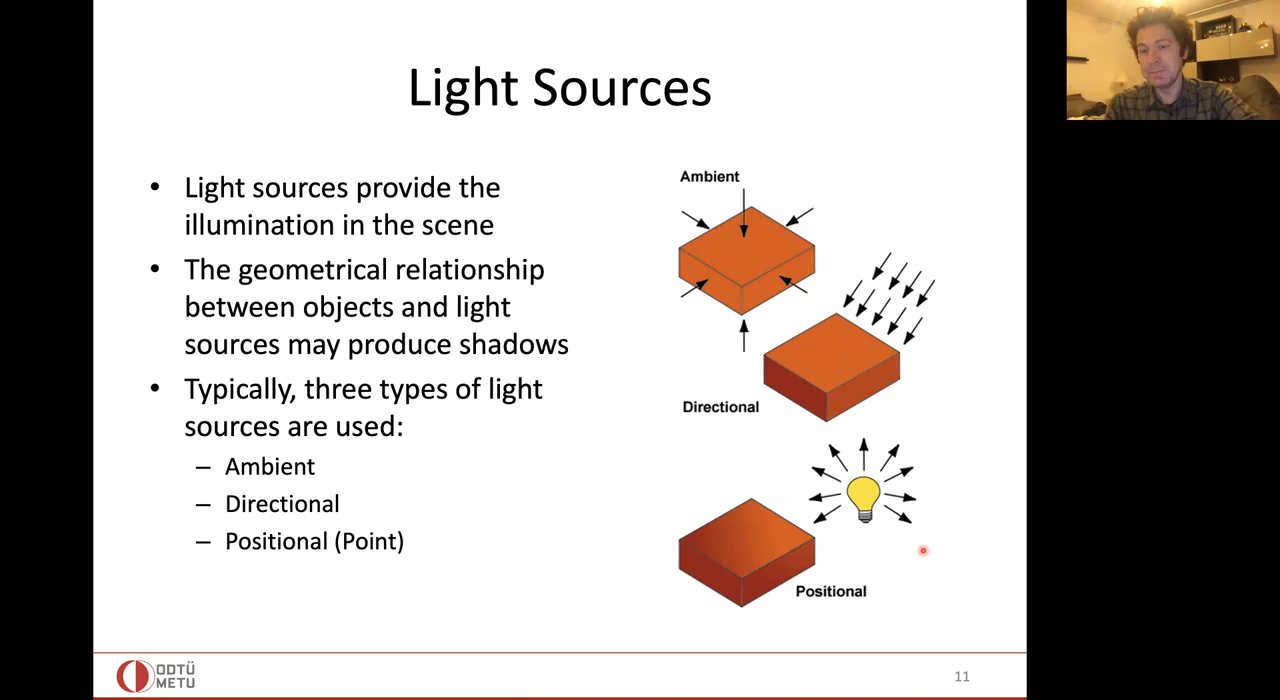 Light Sources
• Light sources provide the
illumination in the scene
• The geometrical relationship
between objects and light
sources may produce shadows
• Typically, three types of light
sources are used:
– Ambient
– Directional
– Positional (Point)
Ambient
Directional
Positional
ODTÜ
METU
11